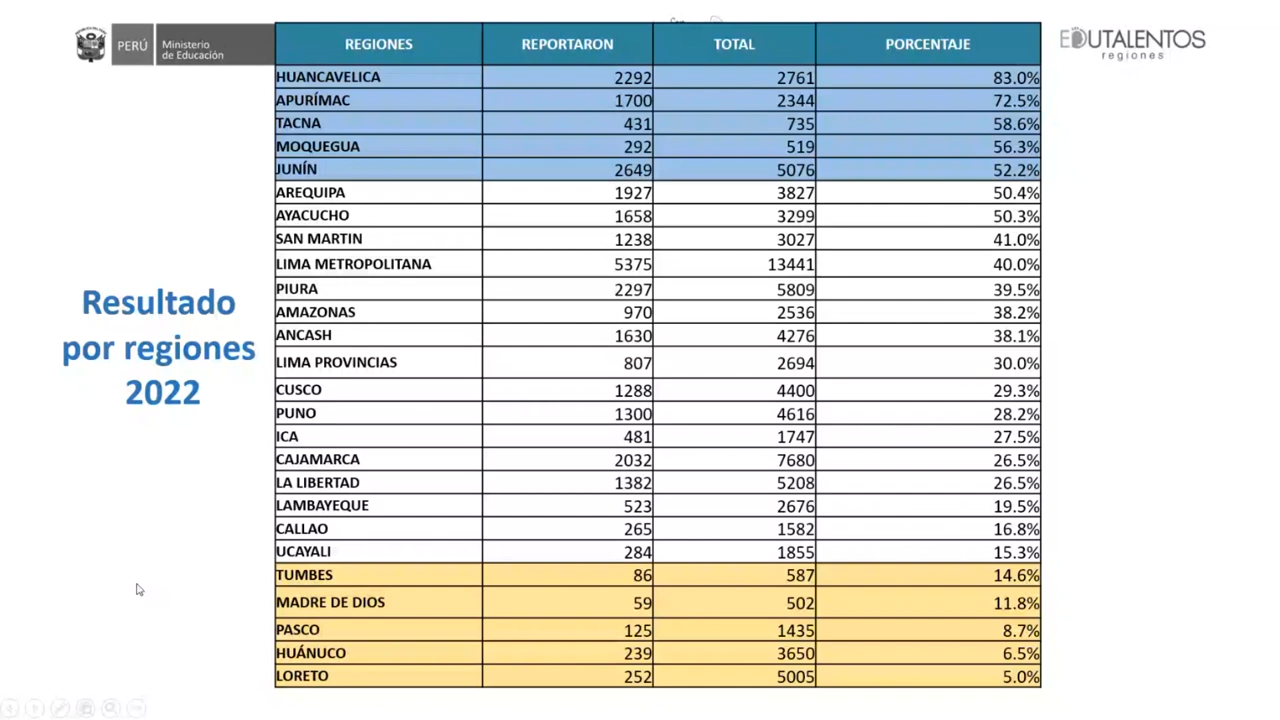 PERÚ
Ministerio
de Educación
EDUTALENTOS
regiones
Resultado
por regiones
2022
REGIONES REPORTARON TOTAL PORCENTAJE
HUANCAVELICA 2292 2761 83.0%
APURÍMAC 1700 2344 72.5%
TACNA 431 735 58.6%
MOQUEGUA 292 519 56.3%
JUNÍN 2649 5076 52.2%
AREQUIPA 1927 3827 50.4%
AYACUCHO 1658 3299 50.3%
SAN MARTIN 1238 3027 41.0%
LIMA METROPOLITANA 5375 13441 40.0%
PIURA 2297 5809 39.5%
AMAZONAS 970 2536 38.2%
ANCASH 1630 4276 38.1%
LIMA PROVINCIAS 807 2694 30.0%
CUSCO 1288 4400 29.3%
PUNO 1300 4616 28.2%
ICA 481 1747 27.5%
CAJAMARCA 2032 7680 26.5%
LA LIBERTAD 1382 5208 26.5%
LAMBAYEQUE 523 2676 19.5%
CALLAO 265 1582 16.8%
UCAYALI 284 1855 15.3%
TUMBES 86 587 14.6%
MADRE DE DIOS 59 502 11.8%
PASCO 125 1435 8.7%
HUÁNUCO 239 3650 6.5%
LORETO 252 5005 5.0%